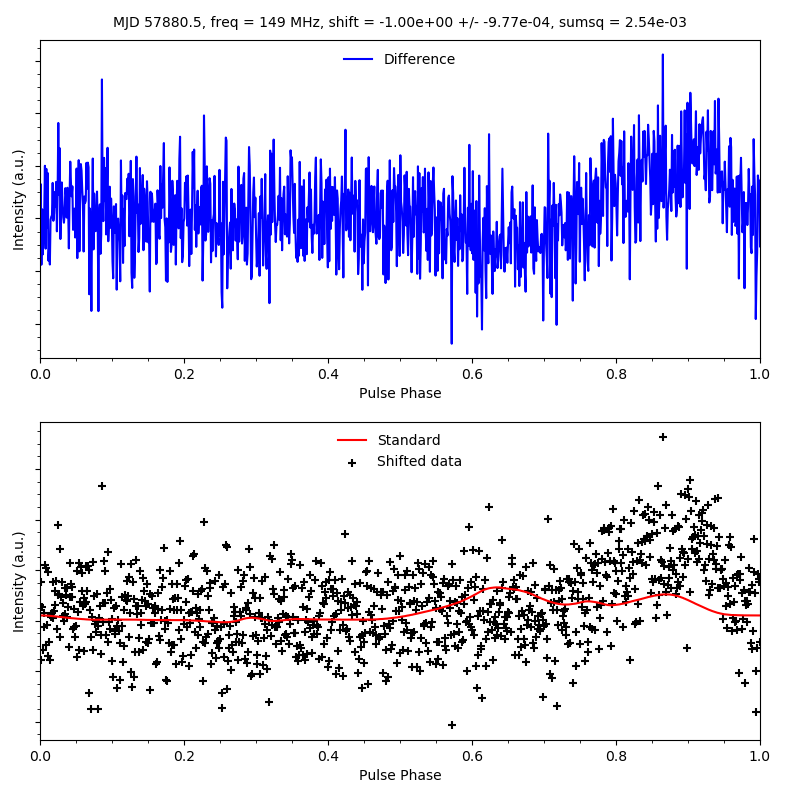 MJD 57880.5, freq = 149 MHz, shift = -1.00e+00 +/- -9.77e-04, sumsq = 2.54e-03
Difference
Intensity (a.u.)
0.0 0.2 0.4 0.6 0.8 1.0
Pulse Phase
Standard
Shifted data
Intensity (a.u.)
0.0 0.2 0.4 0.6 0.8 1.0
Pulse Phase